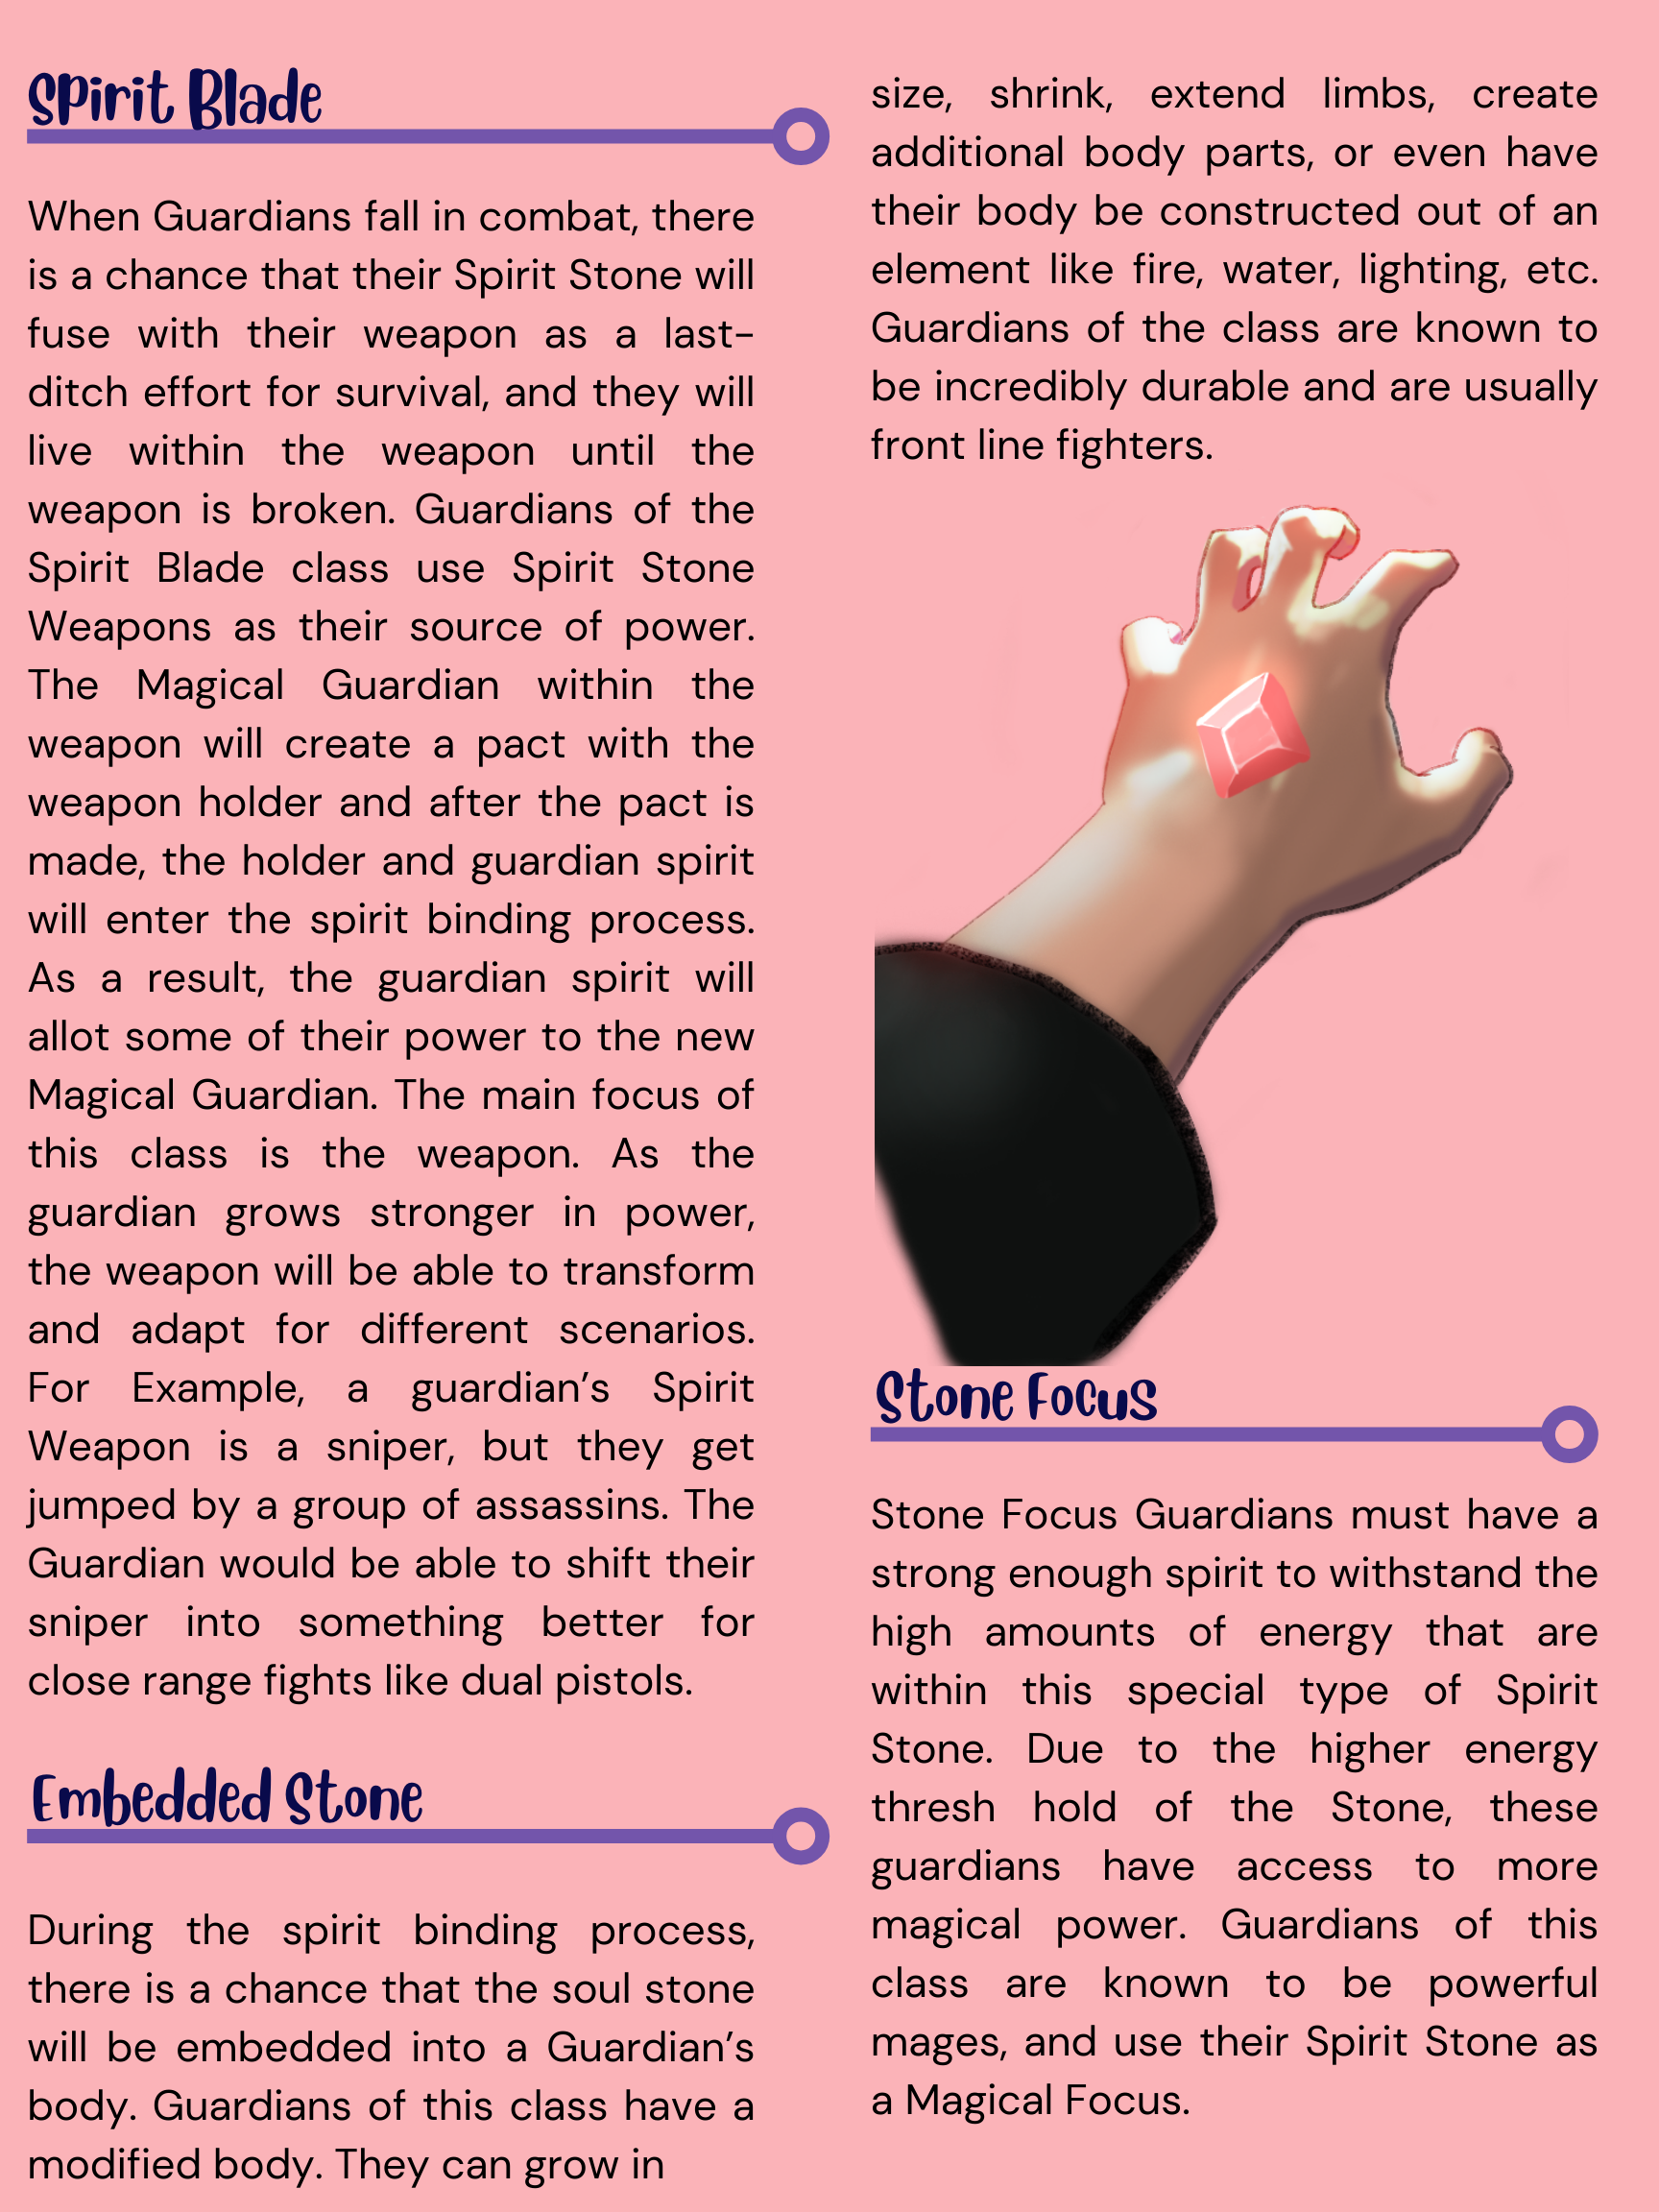 Spirit Blade
When Guardians fall in combat, there
is a chance that their Spirit Stone will
fuse with their weapon as a last-
ditch effort for survival, and they will
live within the weapon until the
weapon is broken. Guardians of the
Spirit Blade class use Spirit Stone
Weapons as their source of power.
The Magical Guardian within the
weapon will create a pact with the
weapon holder and after the pact is
made, the holder and guardian spirit
will enter the spirit binding process.
As a result, the guardian spirit will
allot some of their power to the new
Magical Guardian. The main focus of
this class is the weapon. As the
guardian grows stronger in power,
the weapon will be able to transform
and adapt for different scenarios.
For Example, a guardian’s Spirit
Weapon is a sniper, but they get
jumped by a group of assassins. The
Guardian would be able to shift their
sniper into something better for
close range fights like dual pistols.
Embedded Stone
During the spirit binding process,
there is a chance that the soul stone
will be embedded into a Guardian’s
body. Guardians of this class have a
modified body. They can grow in
size, shrink, extend limbs, create
additional body parts, or even have
their body be constructed out of an
element like fire, water, lighting, etc.
Guardians of the class are known to
be incredibly durable and are usually
front line fighters.
Stone Focus
Stone Focus Guardians must have a
strong enough spirit to withstand the
high amounts of energy that are
within this special type of Spirit
Stone. Due to the higher energy
thresh hold of the Stone, these
guardians have access to more
magical power. Guardians of this
class are known to be powerful
mages, and use their Spirit Stone as
a Magical Focus.